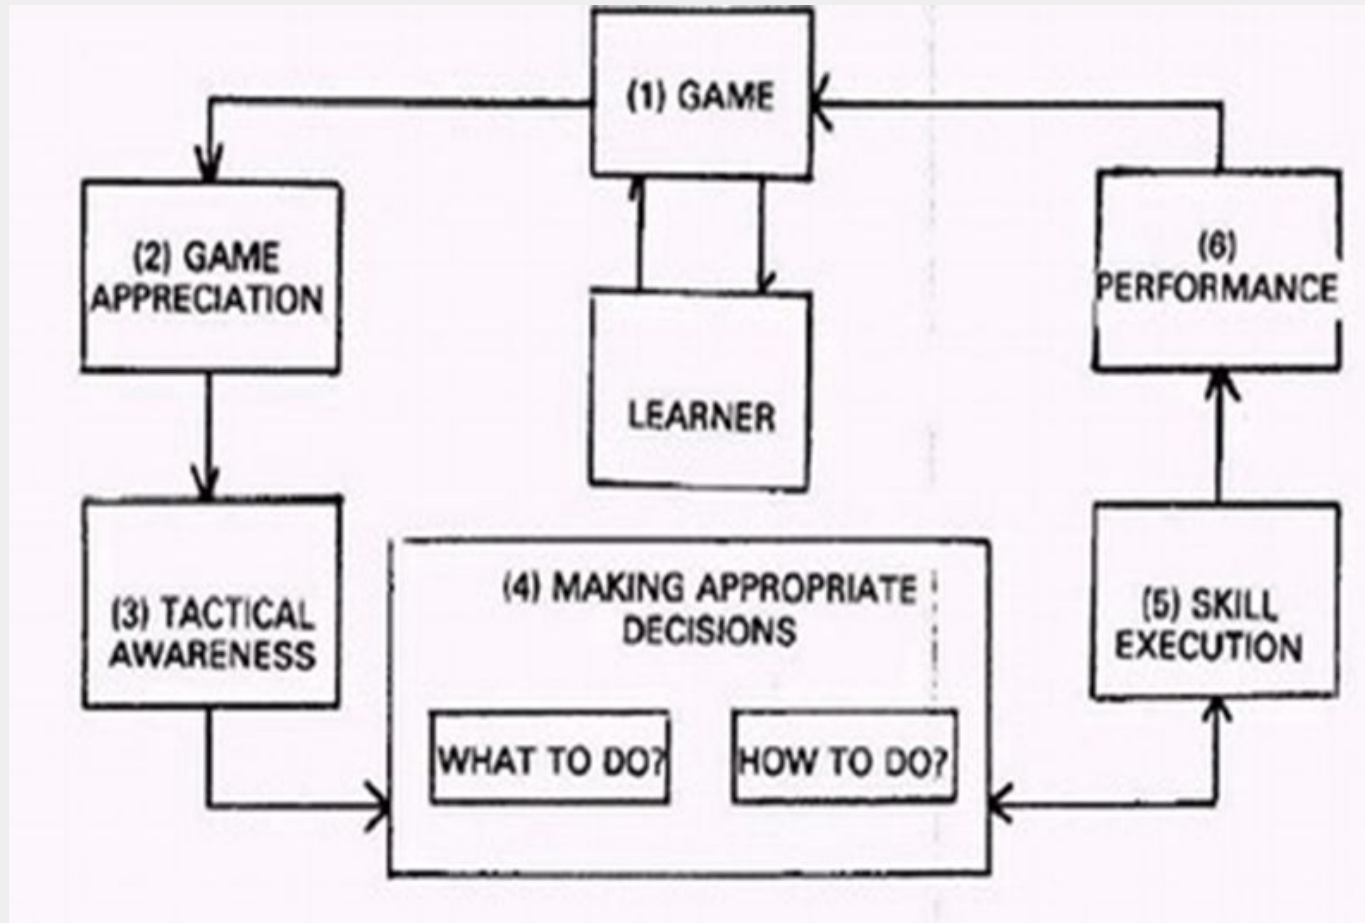 (1) GAME
(2) GAME
APPRECIATION
(6)
PERFORMANCE
LEARNER
(3) TACTICAL
AWARENESS
(4) MAKING APPROPRIATE
DECISIONS
WHAT TO DO?
HOW TO DO?
(5) SKILL
EXECUTION